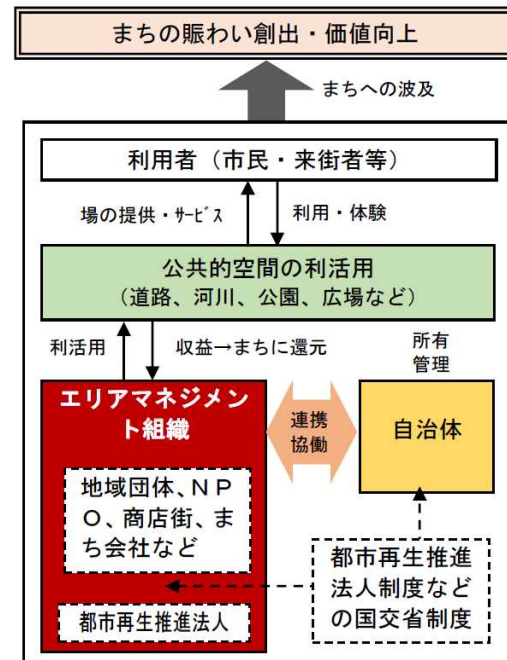 まちの賑わい創出・価値向上
まちへの波及
利用者（市民・来街者等）
場の提供・ｻｰﾋﾞｽ
利用・体験
公共的空間の利活用
（道路、河川、公園、広場など）
利活用
収益→まちに還元
所有
管理
エリアマネジメン
ト組織
連携
協働
自治体
地域団体、ＮＰ
Ｏ、商店街、ま
ち会社など
都市再生推進
法人制度など
の国交省制度
都市再生推進法人